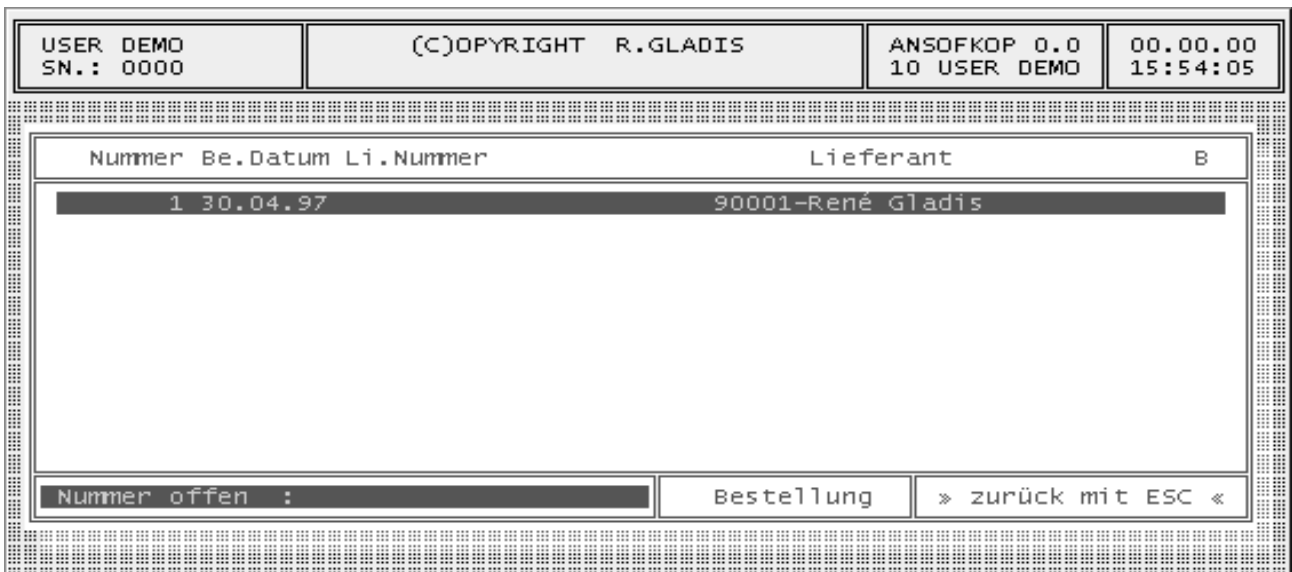 USER DEMO (C)OPYRIGHT R.GLADIS ANSOFKOP 0.0 00.00.00
SN.: 0000 10 USER DEMO 15:54:05
Nummer Be.Datum Li.Nummer Lieferant B
1 30.04.97 90001-René Gladis
Nummer offen : Bestellung » zurück mit ESC «